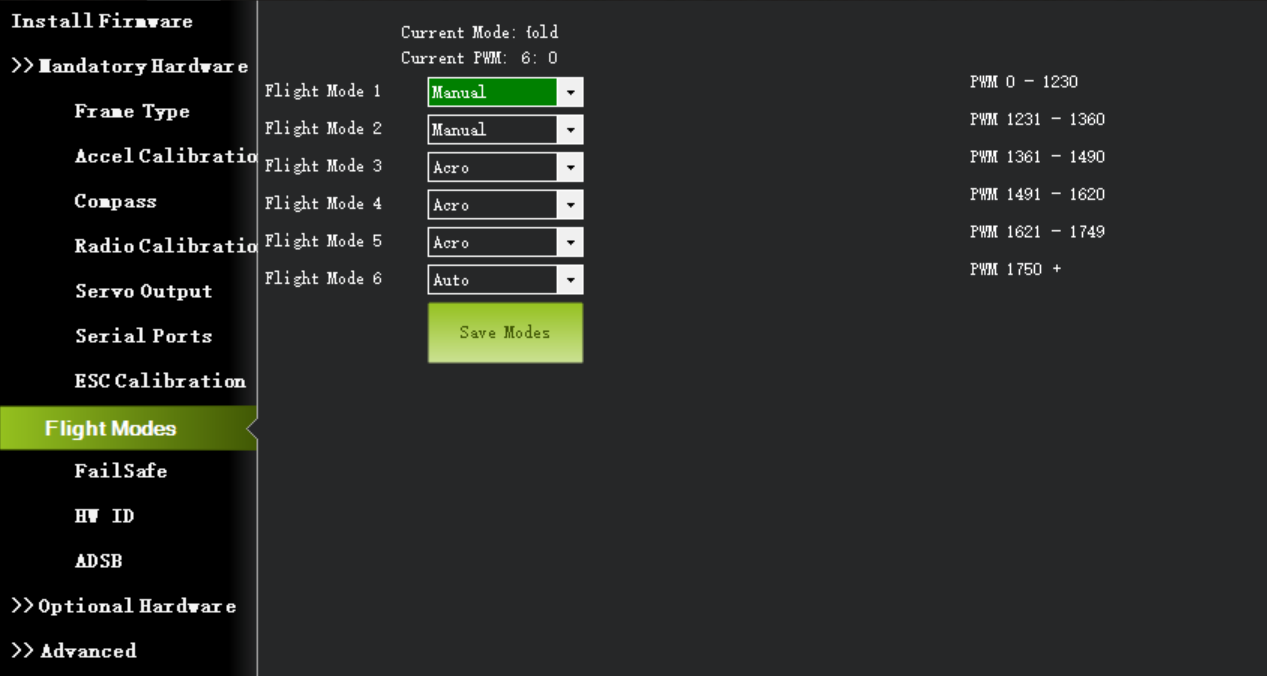 Install Firmware
>> Mandatory Hardware
Frame Type
Accel Calibratio
Compass
Radio Calibratio
Servo Output
Serial Ports
ESC Calibration
Flight Modes
FailSafe
HW ID
ADSB
>> Optional Hardware
>> Advanced
Current Mode: fold
Current PWM: 6: 0
Flight Mode 1 Manual PWM 0 - 1230
Flight Mode 2 Manual PWM 1231 - 1360
Flight Mode 3 Acro PWM 1361 - 1490
Flight Mode 4 Acro PWM 1491 - 1620
Flight Mode 5 Acro PWM 1621 - 1749
Flight Mode 6 Auto PWM 1750 +
Save Modes